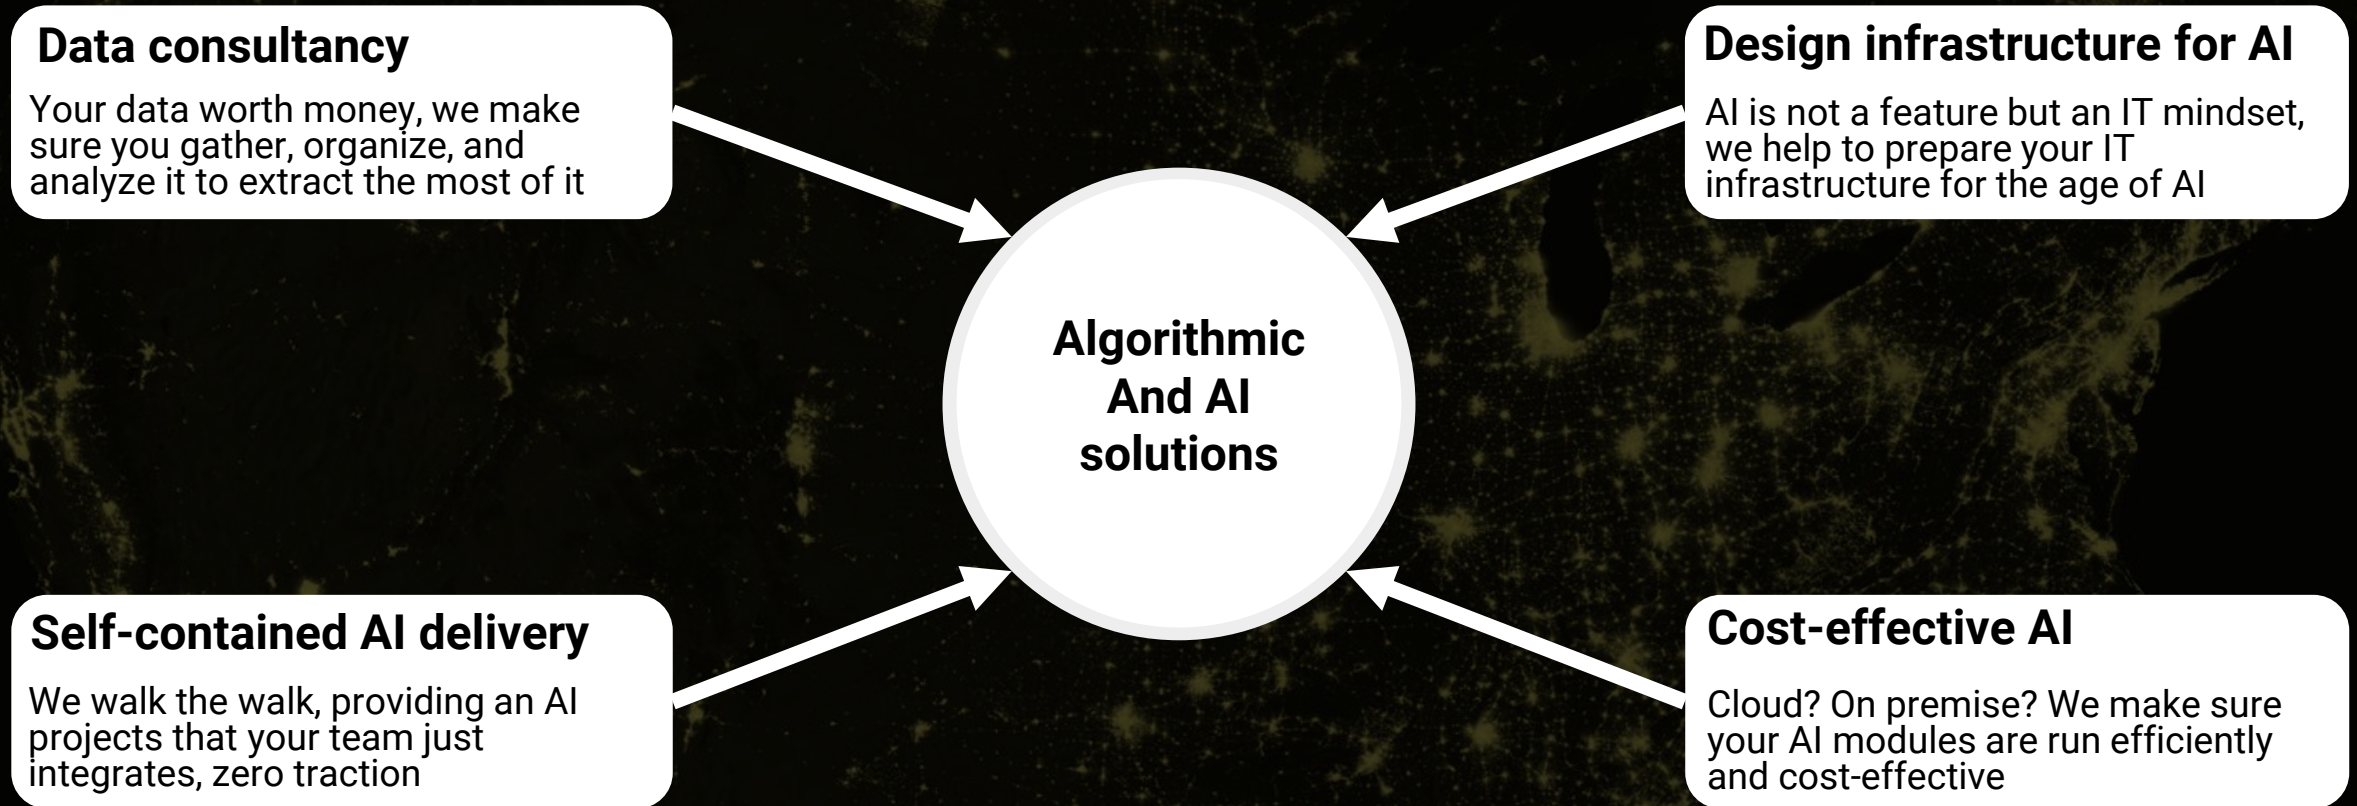 Data consultancy
Your data worth money, we make
sure you gather, organize, and
analyze it to extract the most of it
Design infrastructure for AI
AI is not a feature but an IT mindset,
we help to prepare your IT
infrastructure for the age of AI
Algorithmic
And AI
solutions
Self-contained AI delivery
We walk the walk, providing an AI
projects that your team just
integrates, zero traction
Cost-effective AI
Cloud? On premise? We make sure
your AI modules are run efficiently
and cost-effective